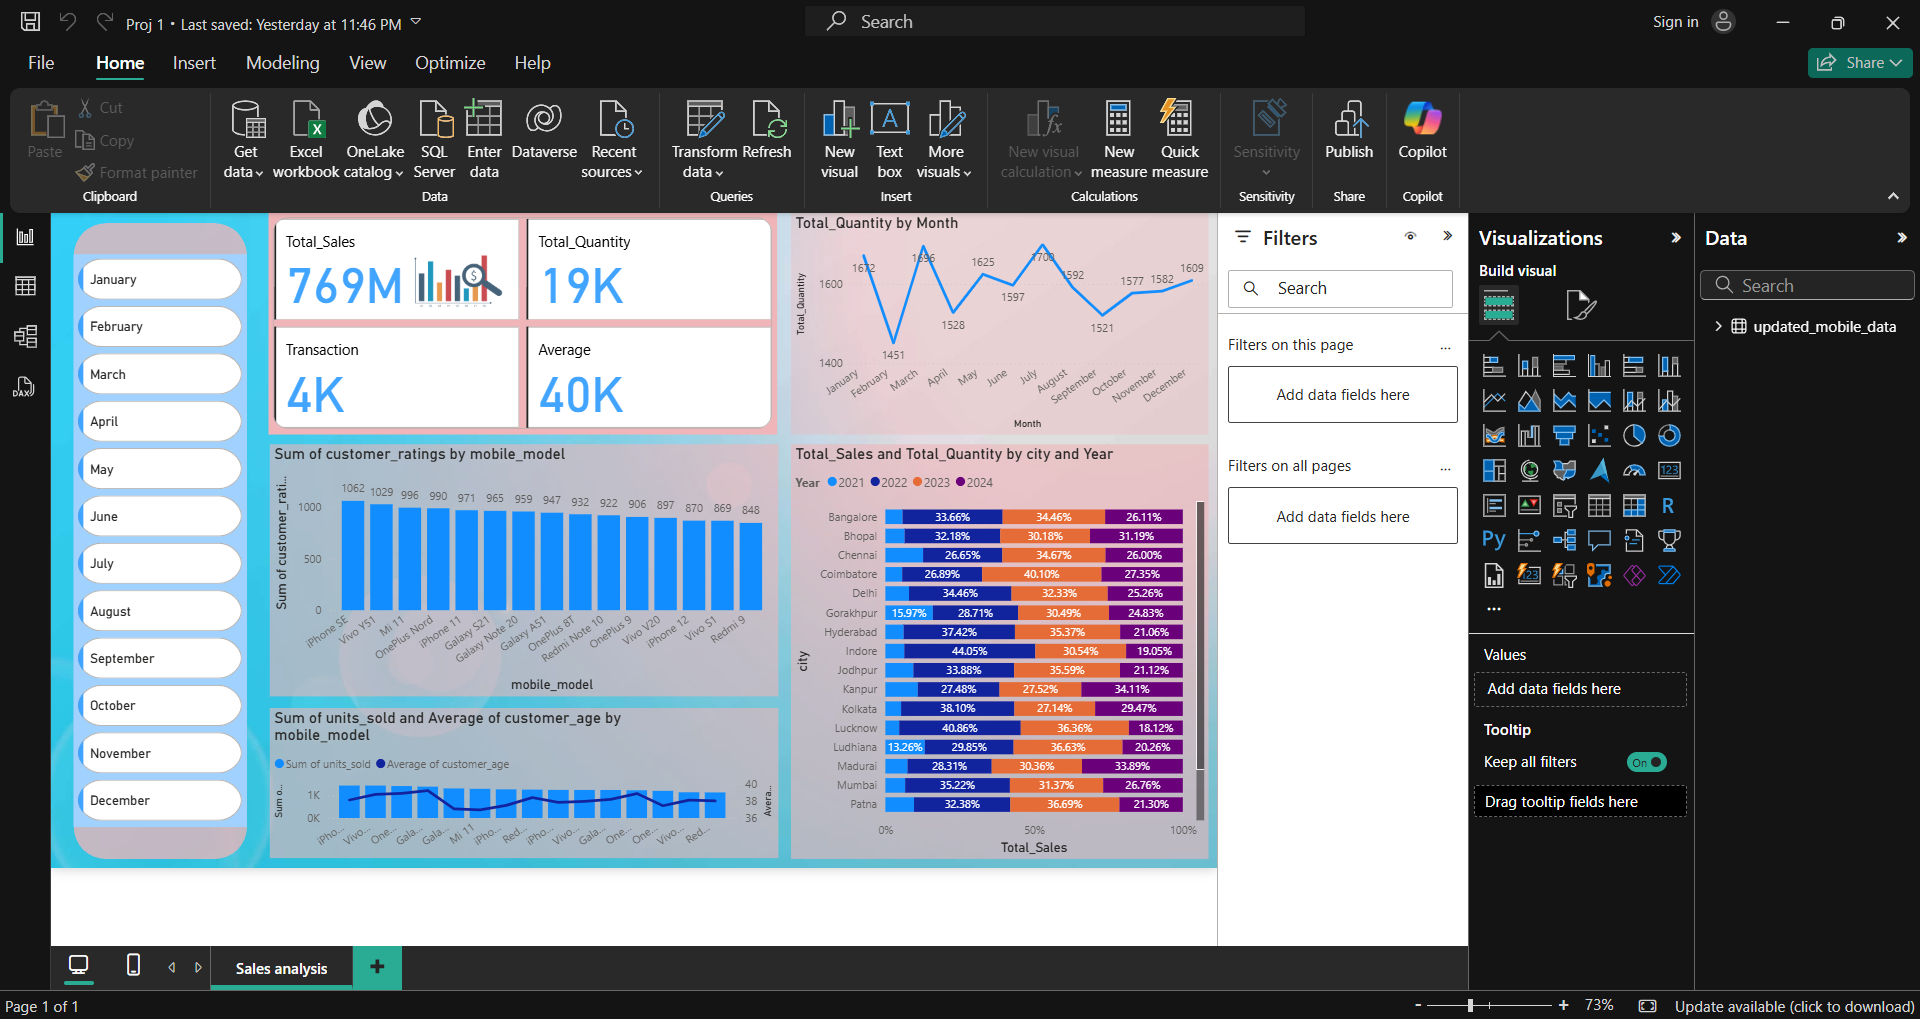 Proj 1 • Last saved: Yesterday at 11:46 PM
Search
Sign in
File
Home
Insert
Modeling
View
Optimize
Help
Share
Paste
Cut
Copy
Format painter
Clipboard
Get data
Excel workbook
OneLake catalog
SQL Server
Enter data
Dataverse
Recent sources
Data
Transform data
Refresh
Queries
New visual
A
Text box
More visuals
Insert
New visual calculation
New measure
Quick measure
Calculations
Sensitivity
Sensitivity
Publish
Share
Copilot
Copilot
DAX
January
February
March
April
May
June
July
August
September
October
November
December
Total_Sales
769M
Total_Quantity
19K
Transaction
4K
Average
40K
Total_Quantity by Month
Total_Quantity
1600
1400
1672
1451
1696
1528
1625
1597
1700
1592
1521
1577
1582
1609
January
February
March
April
May
June
July
August
September
October
November
December
Month
Sum of customer_ratings by mobile_model
Sum of customer_rati...
1000
500
0
1062 1029 996 990 971 965 959 947 932 922 906 897 870 869 848
iPhone SE
Vivo Y51
Mi 11
OnePlus Nord
iPhone 11
Galaxy S21
Galaxy Note 20
Galaxy A51
OnePlus 8T
Redmi Note 10
OnePlus 9
Vivo V20
iPhone 12
Vivo S1
Redmi 9
mobile_model
Sum of units_sold and Average of customer_age by
mobile_model
Sum of units_sold
Average of customer_age
Sum o...
1K
0K
40
38
36
Avera...
iPho...
Vivo...
One...
Gala...
Gala...
Mi 11
iPho...
Red...
iPho...
Vivo...
Gala...
One...
One...
Vivo...
Red...
Total_Sales and Total_Quantity by city and Year
Year 2021 2022 2023 2024
city
Bangalore 33.66% 34.46% 26.11%
Bhopal 32.18% 30.18% 31.19%
Chennai 26.65% 34.67% 26.00%
Coimbatore 26.89% 40.10% 27.35%
Delhi 34.46% 32.33% 25.26%
Gorakhpur 15.97% 28.71% 30.49% 24.83%
Hyderabad 37.42% 35.37% 21.06%
Indore 44.05% 30.54% 19.05%
Jodhpur 33.88% 35.59% 21.12%
Kanpur 27.48% 27.52% 34.11%
Kolkata 38.10% 27.14% 29.47%
Lucknow 40.86% 36.36% 18.12%
Ludhiana 13.26% 29.85% 36.63% 20.26%
Madurai 28.31% 30.36% 33.89%
Mumbai 35.22% 31.37% 26.76%
Patna 32.38% 36.69% 21.30%
0% 50% 100%
Total_Sales
Filters
Search
Filters on this page ...
Add data fields here
Filters on all pages ...
Add data fields here
Visualizations
Build visual
123
R
Py
123
...
Values
Add data fields here
Tooltip
Keep all filters
On
Drag tooltip fields here
Data
Search
updated_mobile_data
Sales analysis
+
Page 1 of 1
- + 73%
Update available (click to download)